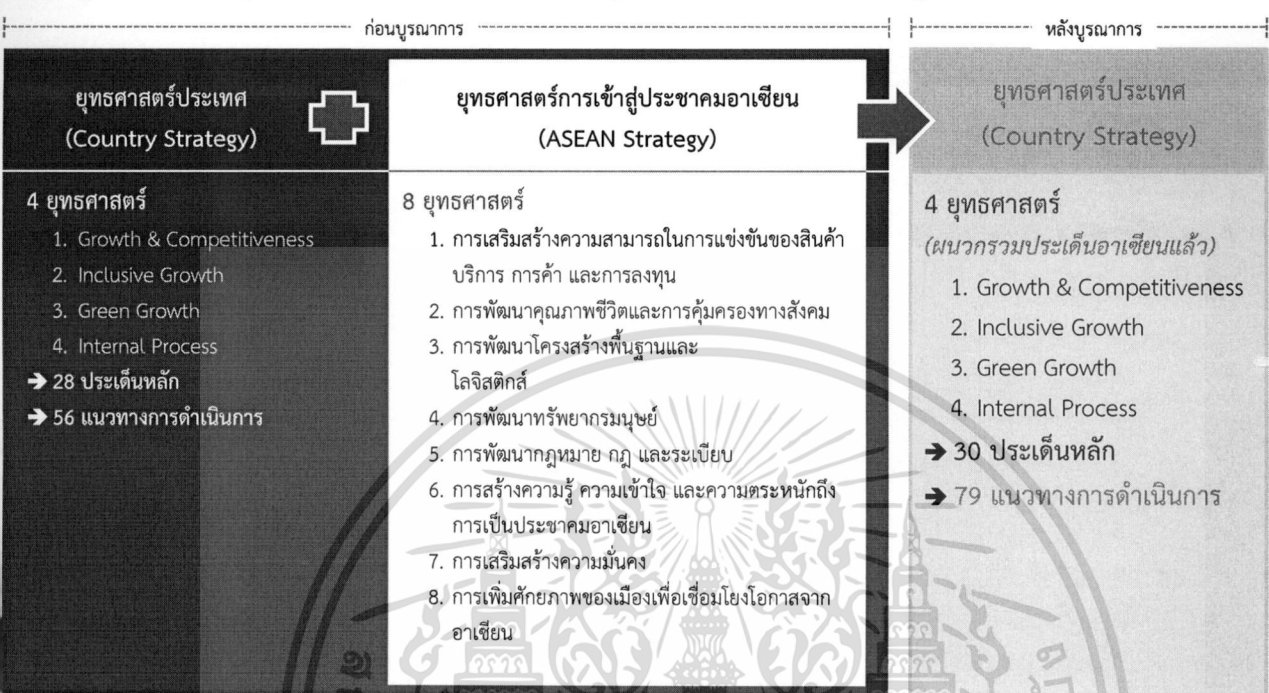 ก่อนบูรณาการ
หลังบูรณาการ
ยุทธศาสตร์ประเทศ
(Country Strategy)
4 ยุทธศาสตร์
1. Growth & Competitiveness
2. Inclusive Growth
3. Green Growth
4. Internal Process
➔ 28 ประเด็นหลัก
➔ 56 แนวทางการดำเนินการ
ยุทธศาสตร์การเข้าสู่ประชาคมอาเซียน
(ASEAN Strategy)
8 ยุทธศาสตร์
1. การเสริมสร้างความสามารถในการแข่งขันของสินค้า
บริการ การค้า และการลงทุน
2. การพัฒนาคุณภาพชีวิตและการคุ้มครองทางสังคม
3. การพัฒนาโครงสร้างพื้นฐานและ
โลจิสติกส์
4. การพัฒนาทรัพยากรมนุษย์
5. การพัฒนากฎหมาย กฎ และระเบียบ
6. การสร้างความรู้ ความเข้าใจ และความตระหนักถึง
การเป็นประชาคมอาเซียน
7. การเสริมสร้างความมั่นคง
8. การเพิ่มศักยภาพของเมืองเพื่อเชื่อมโยงโอกาสจาก
อาเซียน
ยุทธศาสตร์ประเทศ
(Country Strategy)
4 ยุทธศาสตร์
(ผนวกรวมประเด็นอาเซียนแล้ว)
1. Growth & Competitiveness
2. Inclusive Growth
3. Green Growth
4. Internal Process
➔ 30 ประเด็นหลัก
➔ 79 แนวทางการดำเนินการ